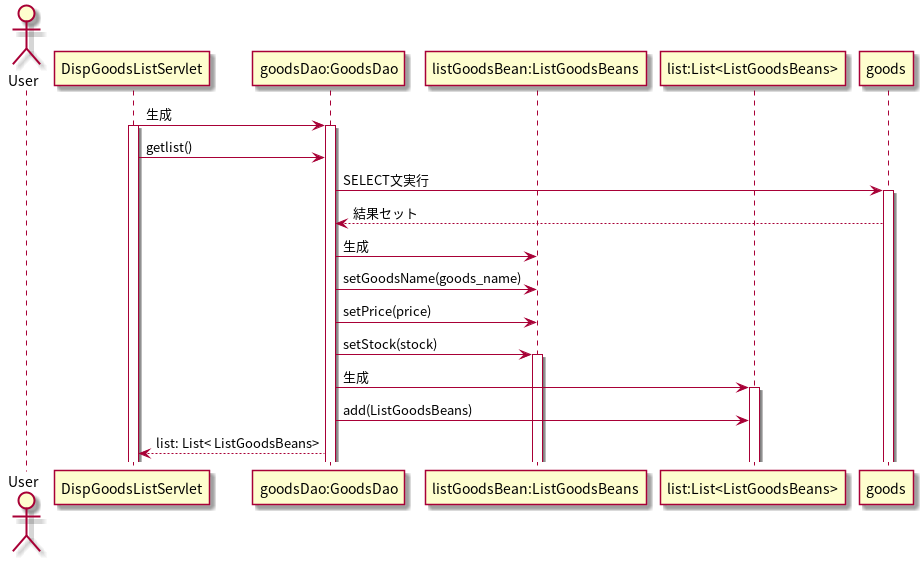 User
DispGoodsListServlet
goodsDao:GoodsDao
listGoodsBean:ListGoodsBeans
list:List<ListGoodsBeans>
goods
生成
getlist()
SELECT文実行
結果セット
生成
setGoodsName(goods_name)
setPrice(price)
setStock(stock)
生成
add(ListGoodsBeans)
list: List< ListGoodsBeans>
User
DispGoodsListServlet
goodsDao:GoodsDao
listGoodsBean:ListGoodsBeans
list:List<ListGoodsBeans>
goods